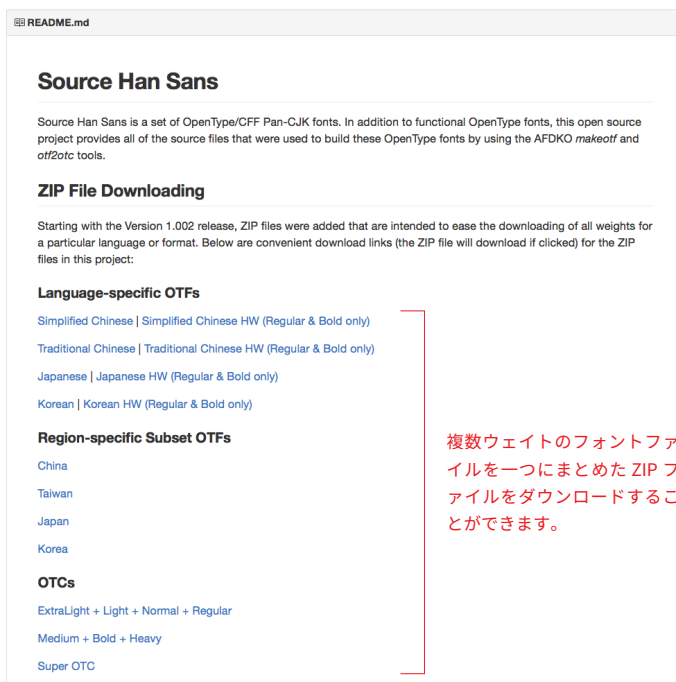 README.md
Source Han Sans
Source Han Sans is a set of OpenType/CFF Pan-CJK fonts. In addition to functional OpenType fonts, this open source
project provides all of the source files that were used to build these OpenType fonts by using the AFDKO makeotf and
otf2otc tools.
ZIP File Downloading
Starting with the Version 1.002 release, ZIP files were added that are intended to ease the downloading of all weights for
a particular language or format. Below are convenient download links (the ZIP file will download if clicked) for the ZIP
files in this project:
Language-specific OTFs
Simplified Chinese | Simplified Chinese HW (Regular & Bold only)
Traditional Chinese | Traditional Chinese HW (Regular & Bold only)
Japanese | Japanese HW (Regular & Bold only)
Korean | Korean HW (Regular & Bold only)
Region-specific Subset OTFs
China
Taiwan
Japan
Korea
OTCs
ExtraLight + Light + Normal + Regular
Medium + Bold + Heavy
Super OTC
複数ウェイトのフォントファ
イルを一つにまとめた ZIP フ
ァイルをダウンロードするこ
とができます。